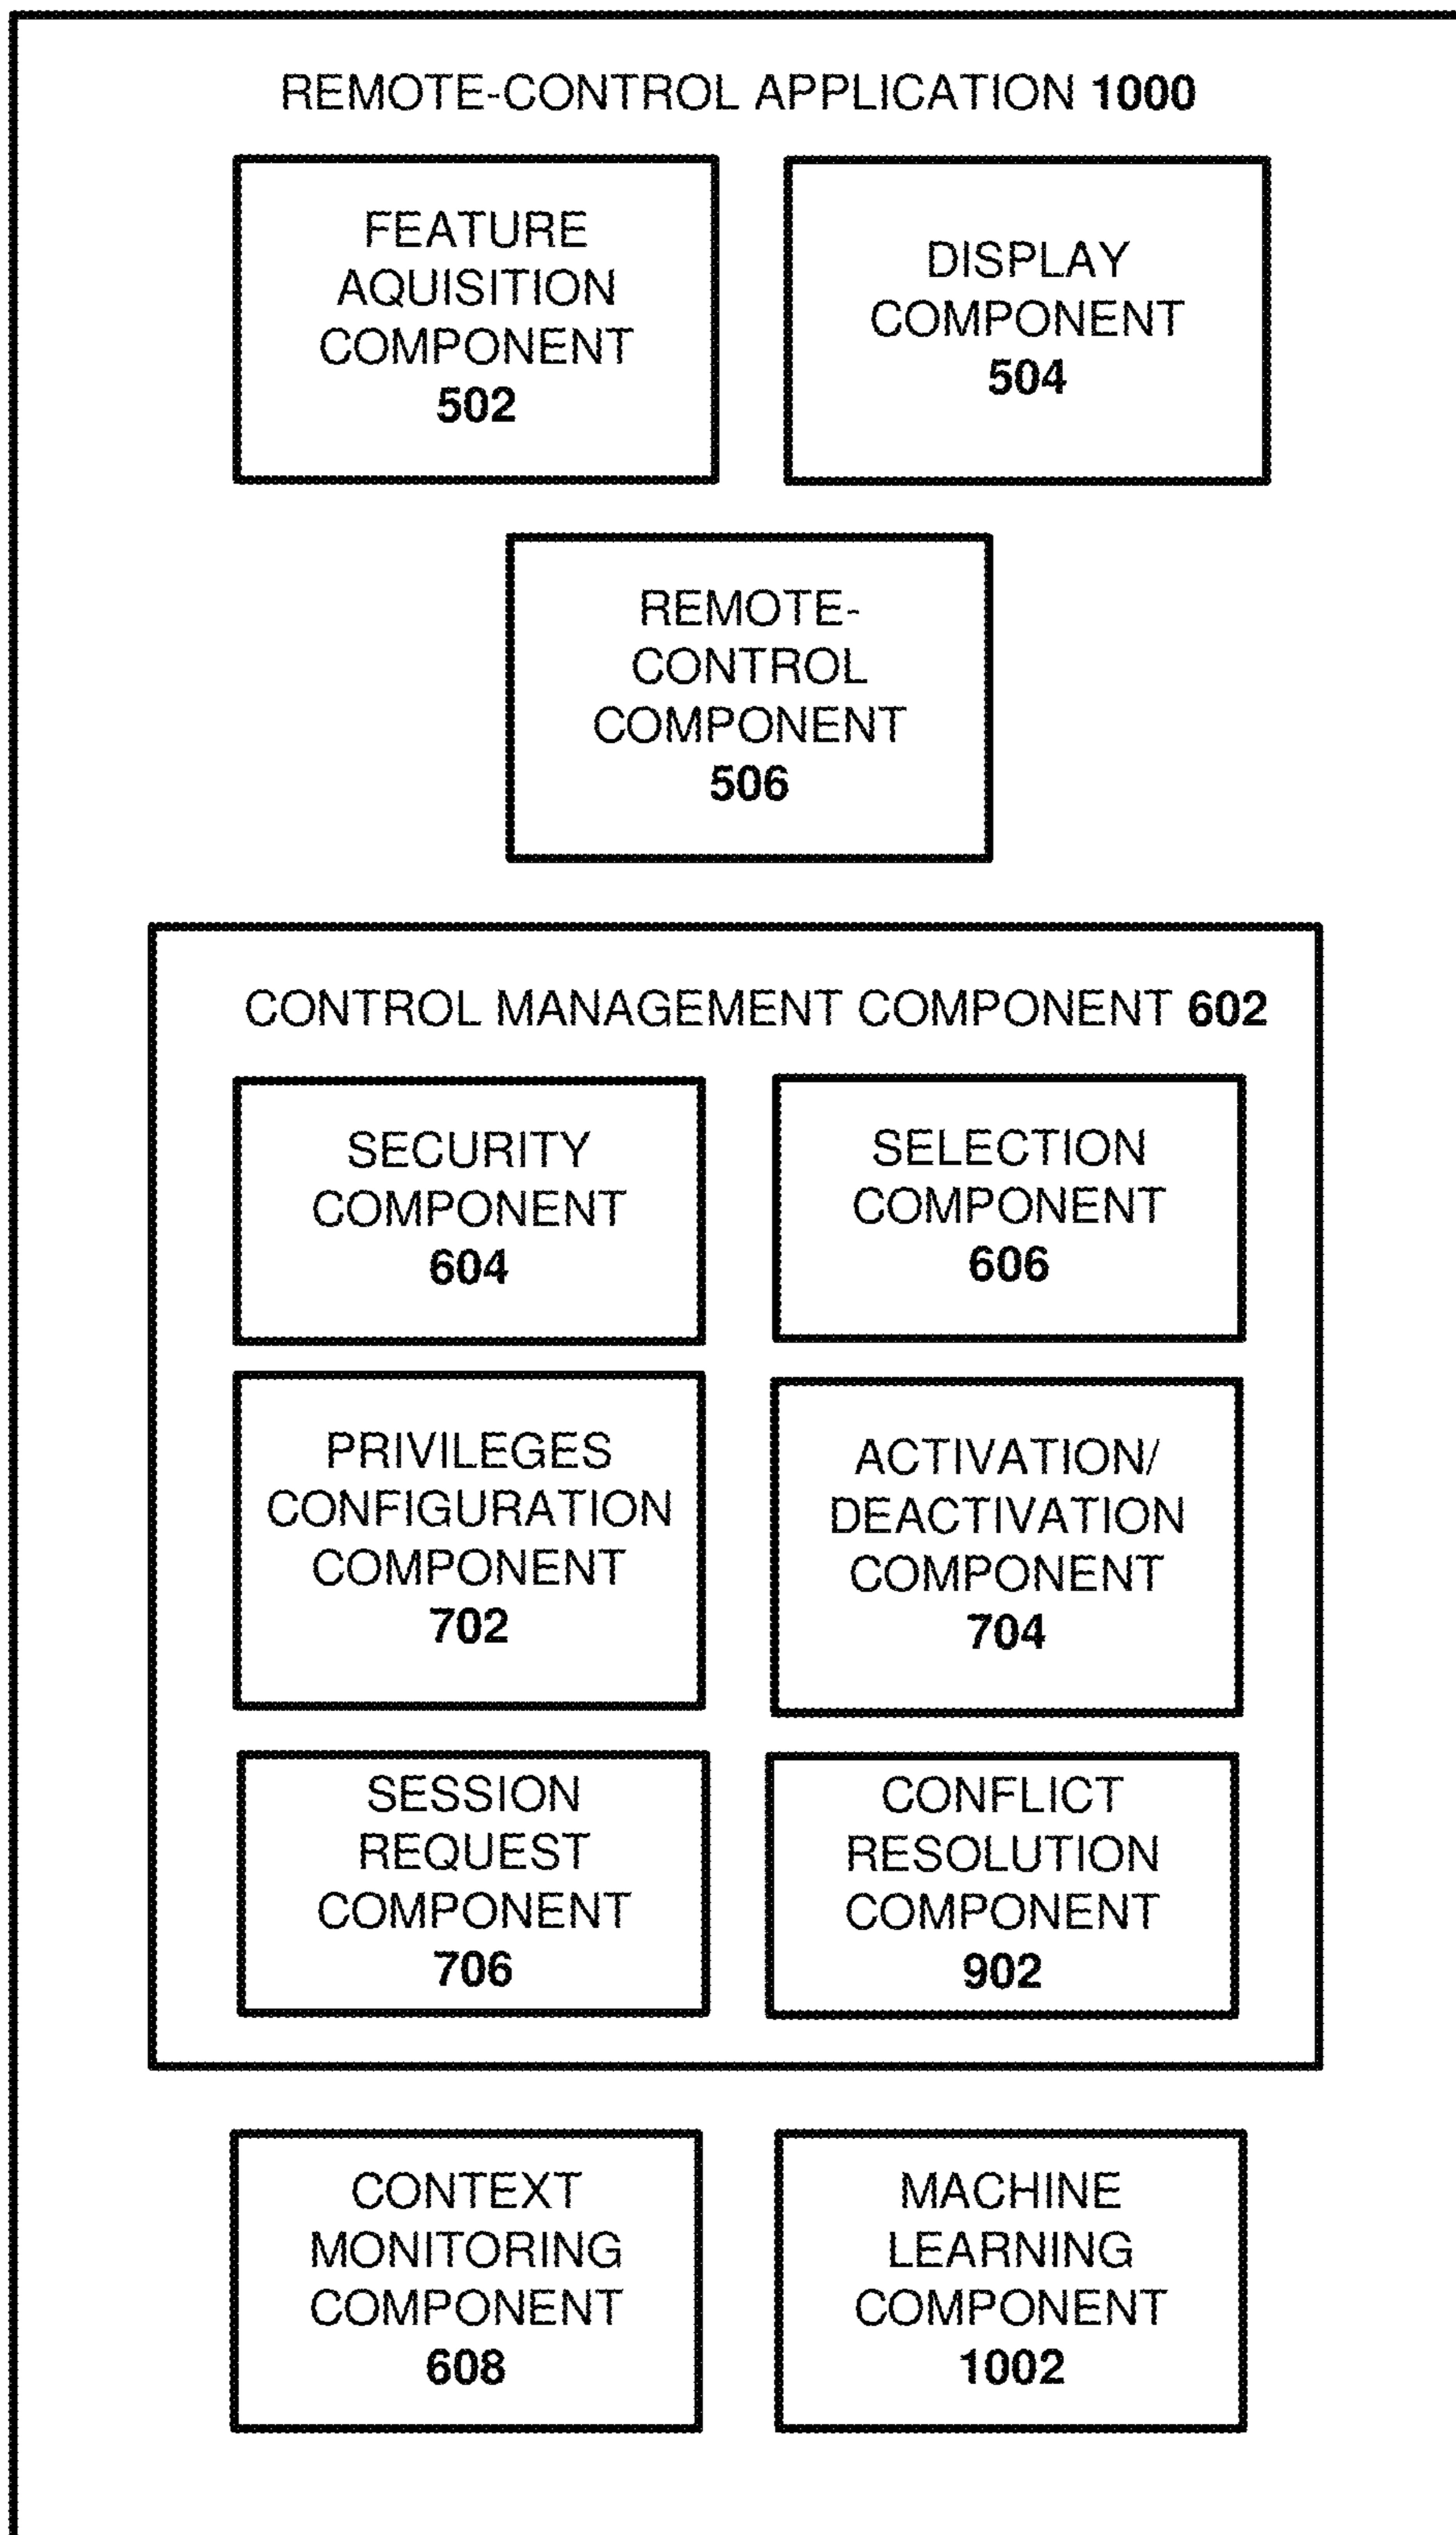 REMOTE-CONTROL APPLICATION 1000
FEATURE
AQUISITION
COMPONENT
502
DISPLAY
COMPONENT
504
REMOTE-
CONTROL
COMPONENT
506
CONTROL MANAGEMENT COMPONENT 602
SECURITY
COMPONENT
604
SELECTION
COMPONENT
606
PRIVILEGES
CONFIGURATION
COMPONENT
702
ACTIVATION/
DEACTIVATION
COMPONENT
704
SESSION
REQUEST
COMPONENT
706
CONFLICT
RESOLUTION
COMPONENT
902
CONTEXT
MONITORING
COMPONENT
608
MACHINE
LEARNING
COMPONENT
1002